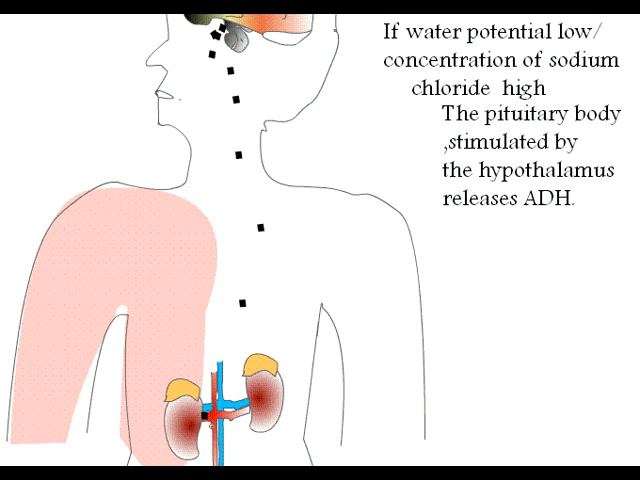 If water potential low/
concentration of sodium
chloride high
The pituitary body
,stimulated by
the hypothalamus
releases ADH.